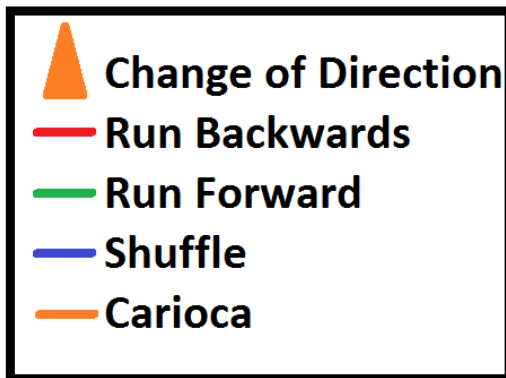 Change of Direction
Run Backwards
Run Forward
Shuffle
Carioca